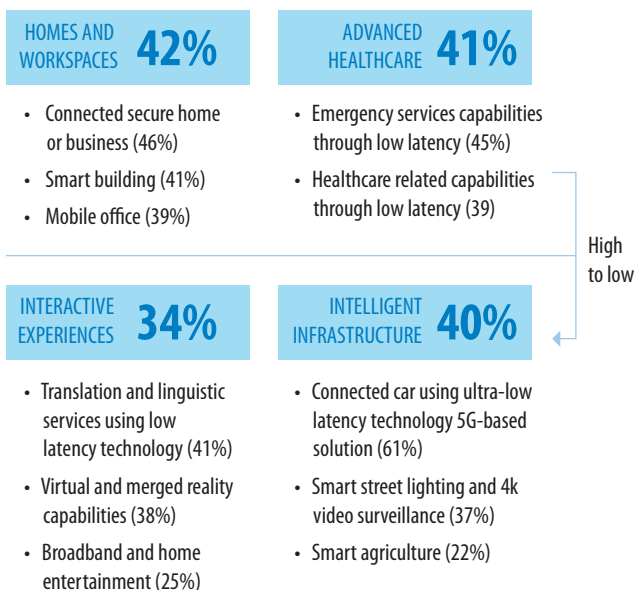 HOMES AND
WORKSPACES 42%
• Connected secure home
or business (46%)
• Smart building (41%)
• Mobile office (39%)
ADVANCED
HEALTHCARE 41%
• Emergency services capabilities
through low latency (45%)
• Healthcare related capabilities
through low latency (39)
High
to low
INTERACTIVE
EXPERIENCES 34%
• Translation and linguistic
services using low
latency technology (41%)
• Virtual and merged reality
capabilities (38%)
• Broadband and home
entertainment (25%)
INTELLIGENT
INFRASTRUCTURE 40%
• Connected car using ultra-low
latency technology 5G-based
solution (61%)
• Smart street lighting and 4k
video surveillance (37%)
• Smart agriculture (22%)